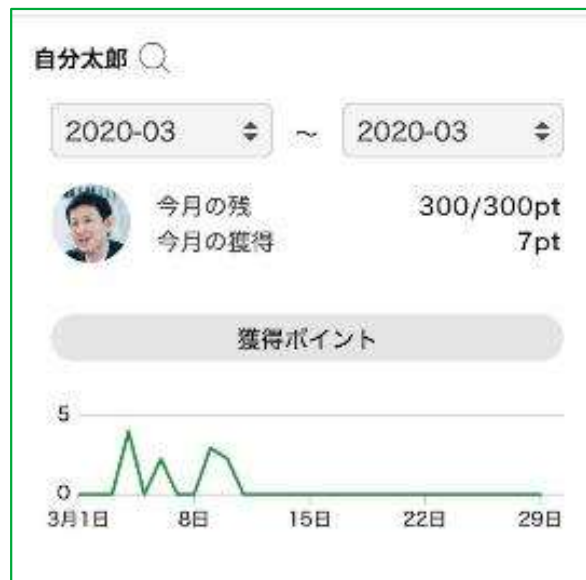 自分太郎
2020-03 ～ 2020-03
今月の残 300/300pt
今月の獲得 7pt
獲得ポイント
5
0
3月1日 8日 15日 22日 29日